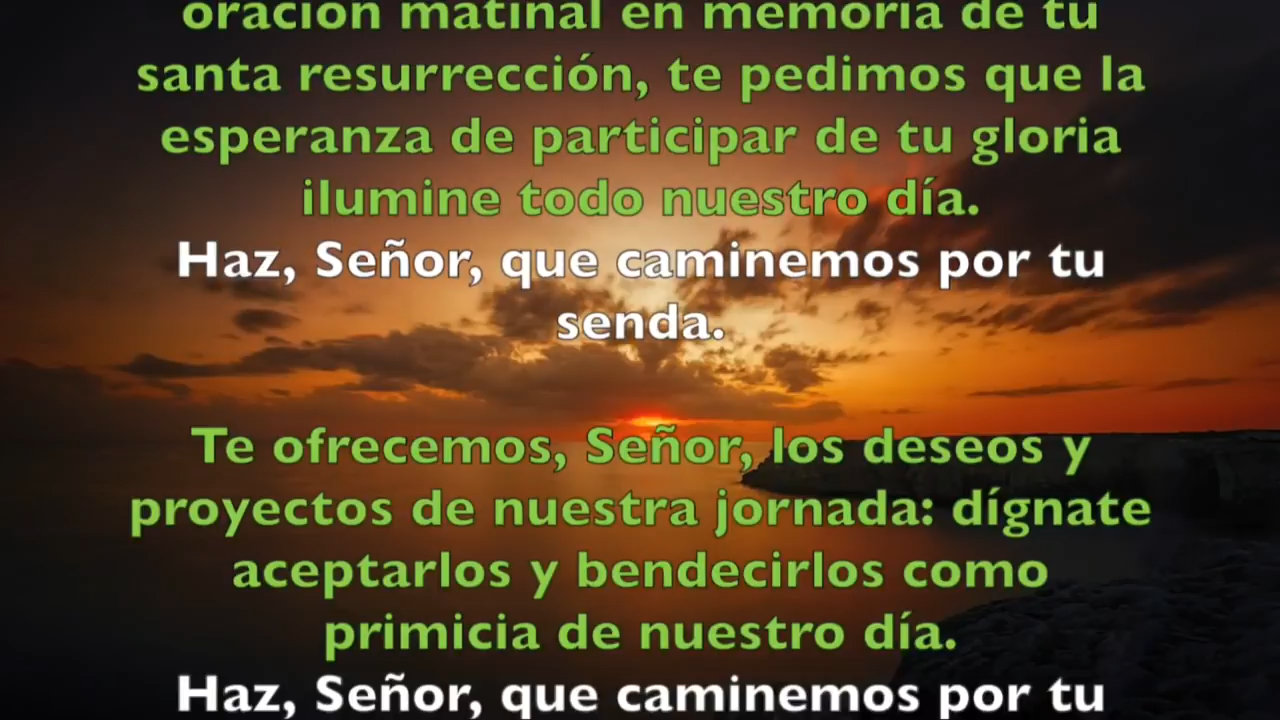 oración matinal en memoria de tu
santa resurrección, te pedimos que la
esperanza de participar de tu gloria
ilumine todo nuestro día.
Haz, Señor, que caminemos por tu
senda.
Te ofrecemos, Señor, los deseos y
proyectos de nuestra jornada: dígnate
aceptarlos y bendecirlos como
primicia de nuestro día.
Haz, Señor, que caminemos por tu